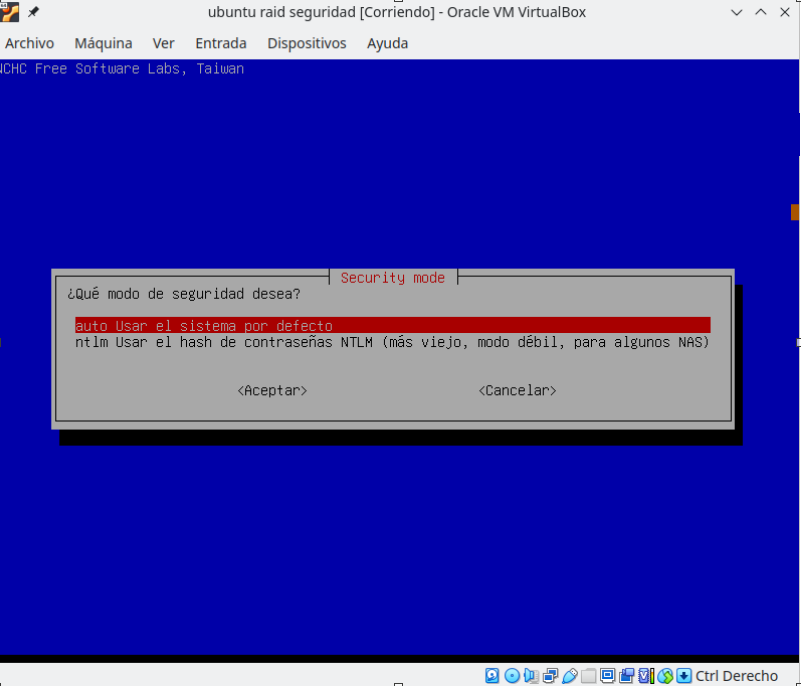 ubuntu raid seguridad [Corriendo] - Oracle VM VirtualBox
Archivo Máquina Ver Entrada Dispositivos Ayuda
NCHC Free Software Labs, Taiwan
Security mode
¿Qué modo de seguridad desea?
auto Usar el sistema por defecto
ntlm Usar el hash de contraseñas NTLM (más viejo, modo débil, para algunos NAS)
<Aceptar> <Cancelar>
Ctrl Derecho